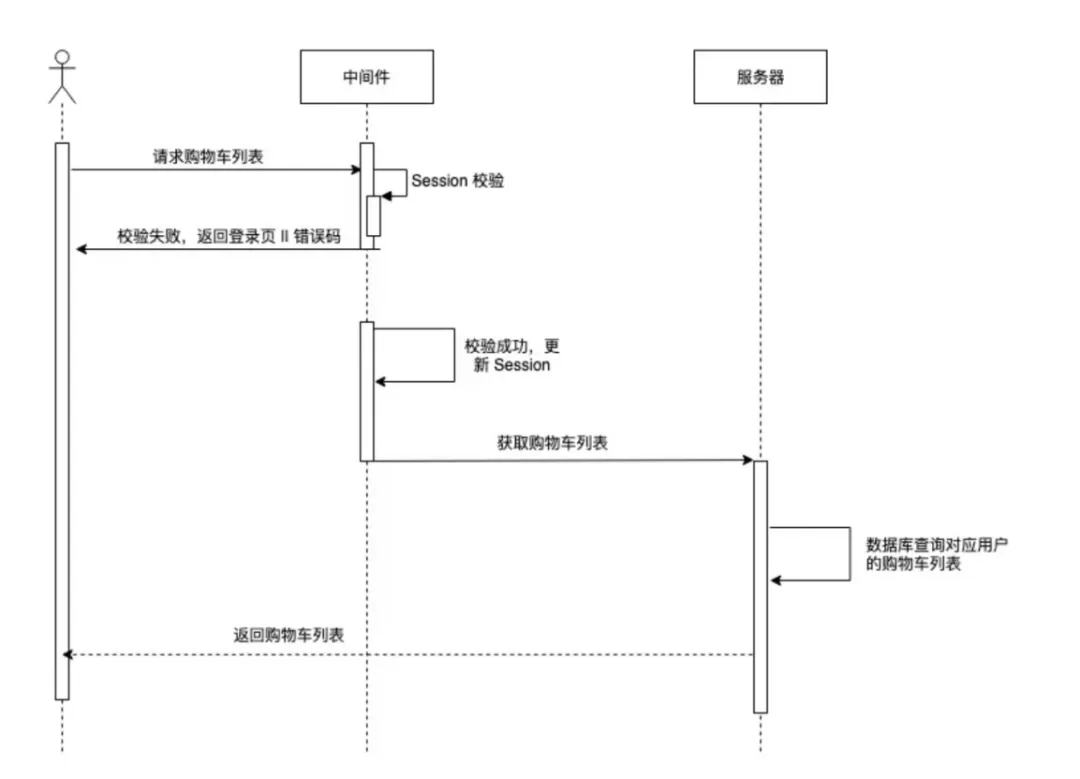 中间件
服务器
请求购物车列表
Session 校验
校验失败，返回登录页 || 错误码
校验成功，更
新 Session
获取购物车列表
数据库查询对应用户
的购物车列表
返回购物车列表